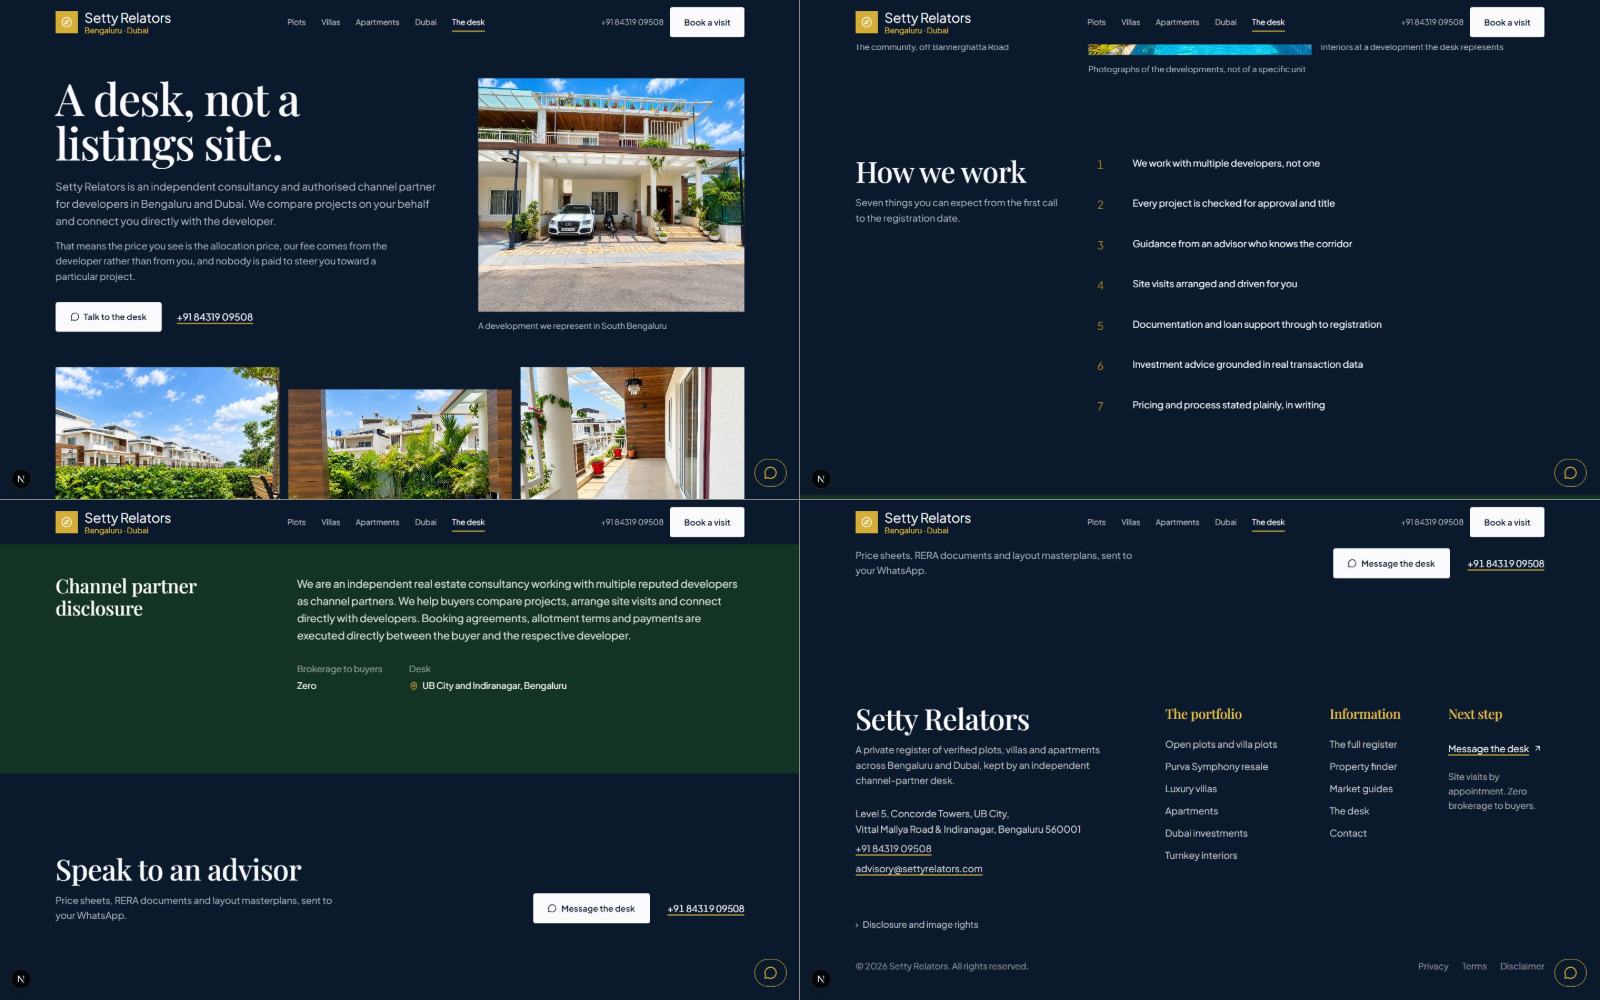 Setty Relators
Bengaluru · Dubai
Plots Villas Apartments Dubai The desk
+91 84319 09508
Book a visit
A desk, not a
listings site.
Setty Relators is an independent consultancy and authorised channel partner
for developers in Bengaluru and Dubai. We compare projects on your behalf
and connect you directly with the developer.
That means the price you see is the allocation price, our fee comes from the
developer rather than from you, and nobody is paid to steer you toward a
particular project.
Talk to the desk
+91 84319 09508
A development we represent in South Bengaluru
N
Setty Relators
Bengaluru · Dubai
Plots Villas Apartments Dubai The desk
+91 84319 09508
Book a visit
The community, off Bannerghatta Road
Interiors at a development the desk represents
Photographs of the developments, not of a specific unit
How we work
Seven things you can expect from the first call
to the registration date.
1 We work with multiple developers, not one
2 Every project is checked for approval and title
3 Guidance from an advisor who knows the corridor
4 Site visits arranged and driven for you
5 Documentation and loan support through to registration
6 Investment advice grounded in real transaction data
7 Pricing and process stated plainly, in writing
N
Setty Relators
Bengaluru · Dubai
Plots Villas Apartments Dubai The desk
+91 84319 09508
Book a visit
Channel partner
disclosure
We are an independent real estate consultancy working with multiple reputed developers
as channel partners. We help buyers compare projects, arrange site visits and connect
directly with developers. Booking agreements, allotment terms and payments are
executed directly between the buyer and the respective developer.
Brokerage to buyers
Zero
Desk
UB City and Indiranagar, Bengaluru
Speak to an advisor
Price sheets, RERA documents and layout masterplans, sent to
your WhatsApp.
Message the desk
+91 84319 09508
N
Setty Relators
Bengaluru · Dubai
Plots Villas Apartments Dubai The desk
+91 84319 09508
Book a visit
Price sheets, RERA documents and layout masterplans, sent to
your WhatsApp.
Message the desk
+91 84319 09508
Setty Relators
A private register of verified plots, villas and apartments
across Bengaluru and Dubai, kept by an independent
channel-partner desk.
Level 5, Concorde Towers, UB City,
Vittal Mallya Road & Indiranagar, Bengaluru 560001
+91 84319 09508
advisory@settyrelators.com
The portfolio
Open plots and villa plots
Purva Symphony resale
Luxury villas
Apartments
Dubai investments
Turnkey interiors
Information
The full register
Property finder
Market guides
The desk
Contact
Next step
Message the desk
Site visits by
appointment. Zero
brokerage to buyers.
› Disclosure and image rights
© 2026 Setty Relators. All rights reserved.
Privacy Terms Disclaimer
N